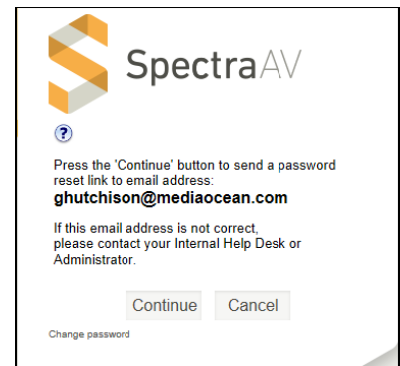 SpectraAV
?
Press the 'Continue' button to send a password
reset link to email address:
ghutchison@mediaocean.com
If this email address is not correct,
please contact your Internal Help Desk or
Administrator.
Continue Cancel
Change password